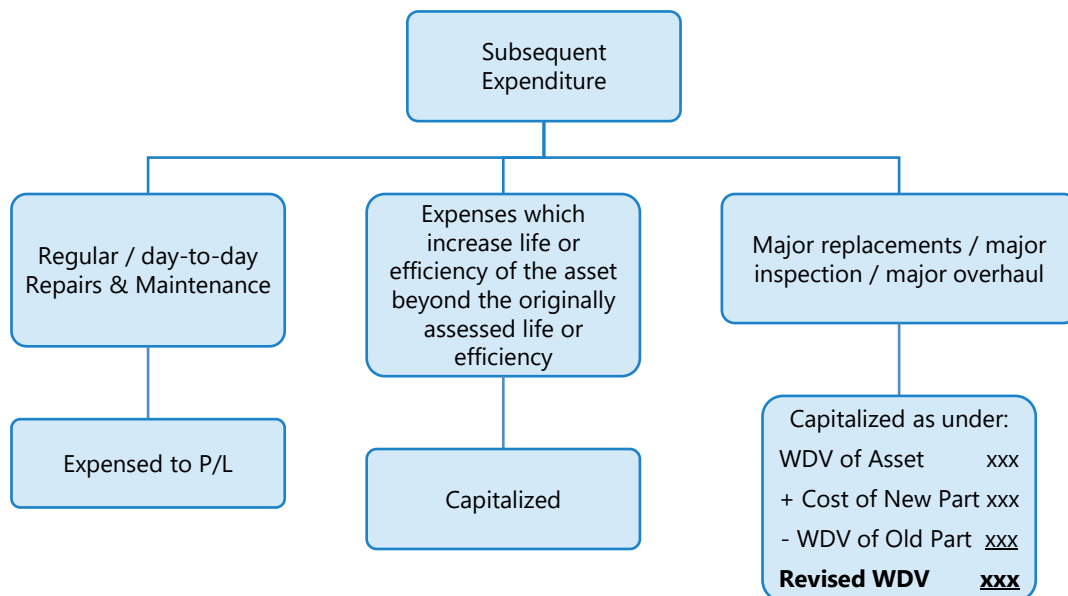 Subsequent
Expenditure
Regular / day-to-day
Repairs & Maintenance
Expenses which
increase life or
efficiency of the asset
beyond the originally
assessed life or
efficiency
Major replacements / major
inspection / major overhaul
Expensed to P/L
Capitalized
Capitalized as under:
WDV of Asset xxx
+ Cost of New Part xxx
- WDV of Old Part xxx
Revised WDV xxx